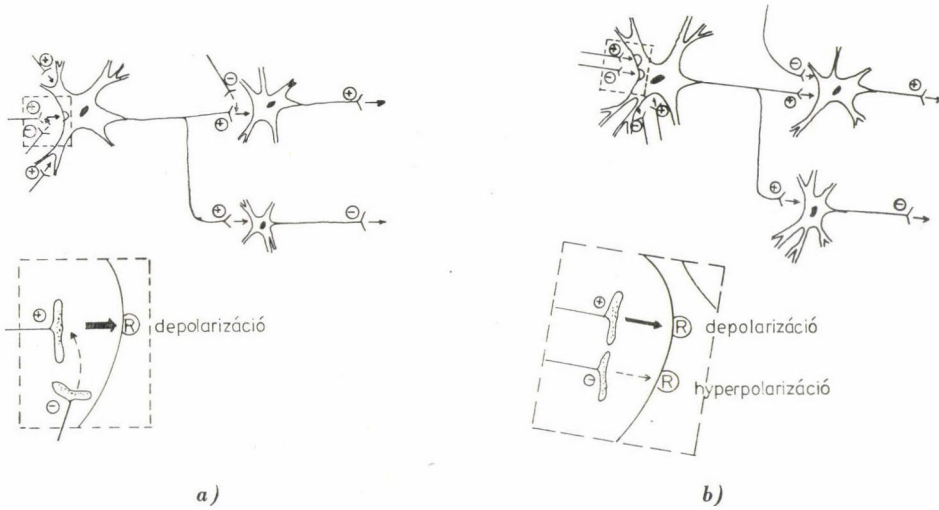 ⊕ ⊖ ⊕
⊕
⊖
⊕ ⊕
⊕ ⊖
⊕ R depolarizáció
⊖
a)
⊕ ⊖ ⊕
⊖ ⊕
⊖ ⊕
⊕ ⊖
⊕ R depolarizáció
⊖ R hyperpolarizáció
b)